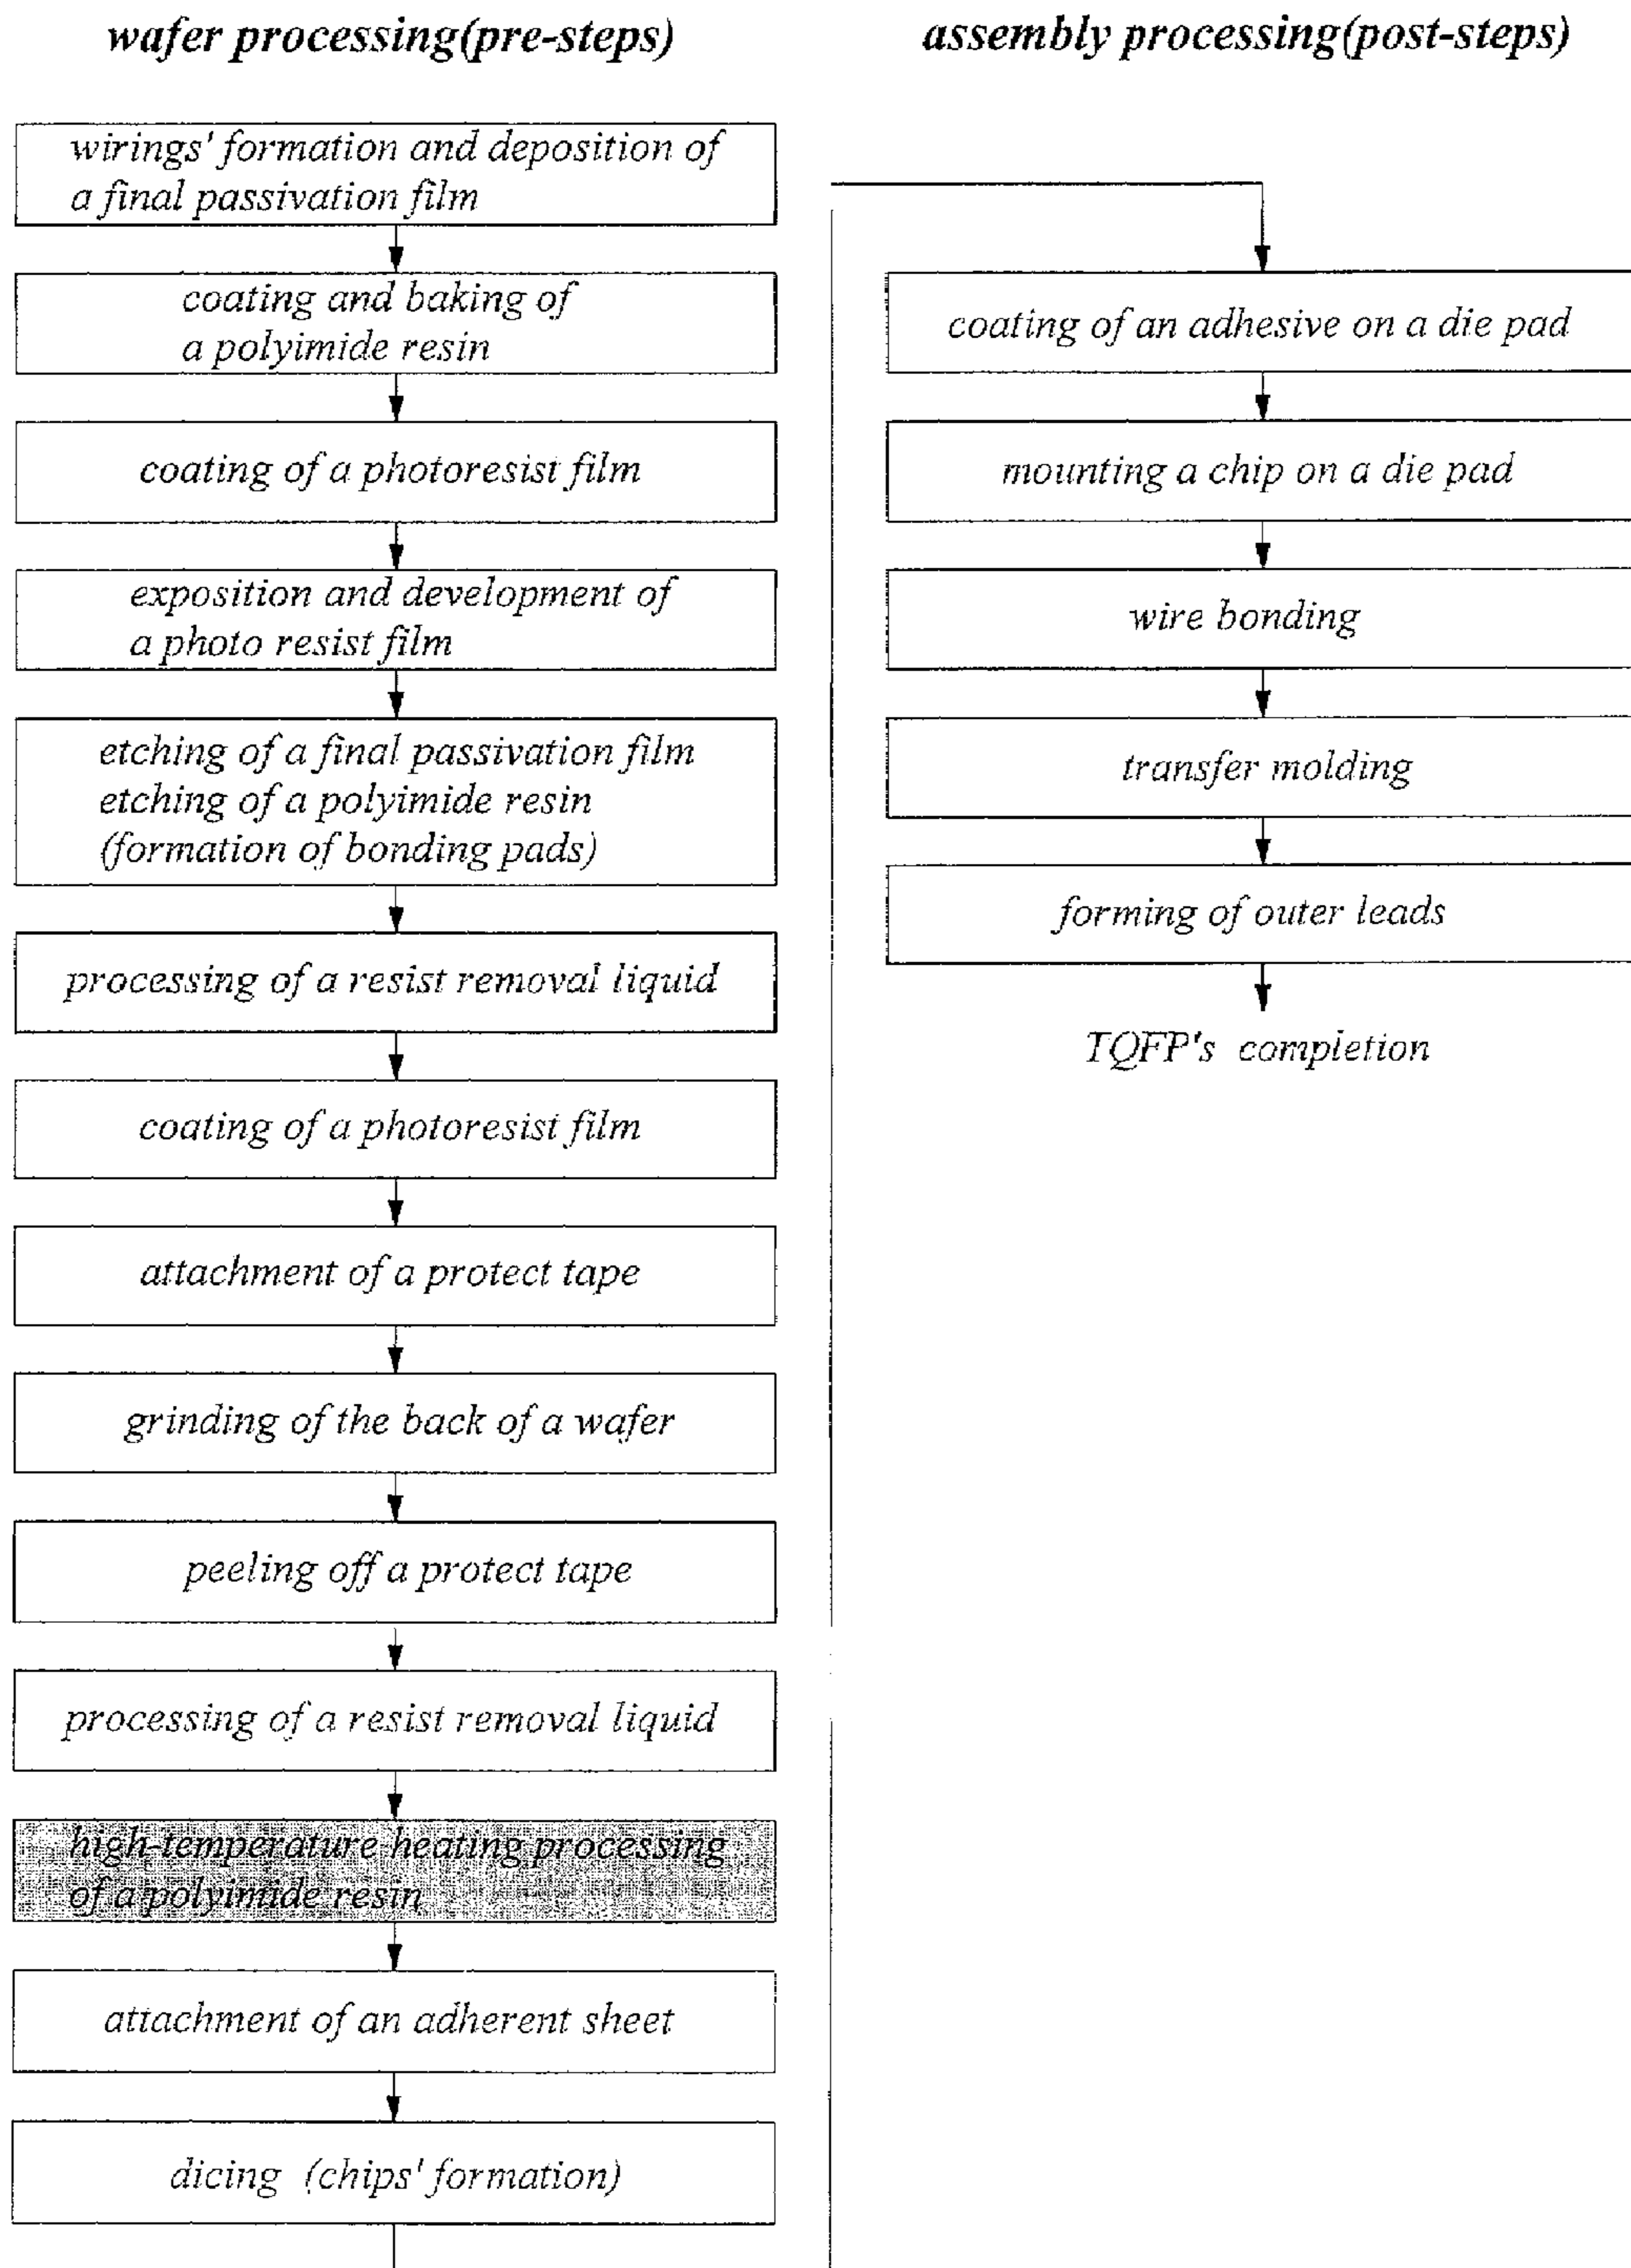 wafer processing(pre-steps)
wirings' formation and deposition of
a final passivation film
coating and baking of
a polyimide resin
coating of a photoresist film
exposition and development of
a photo resist film
etching of a final passivation film
etching of a polyimide resin
(formation of bonding pads)
processing of a resist removal liquid
coating of a photoresist film
attachment of a protect tape
grinding of the back of a wafer
peeling off a protect tape
processing of a resist removal liquid
high-temperature heating processing
of a polyimide resin
attachment of an adherent sheet
dicing (chips' formation)
assembly processing(post-steps)
coating of an adhesive on a die pad
mounting a chip on a die pad
wire bonding
transfer molding
forming of outer leads
TQFP's completion